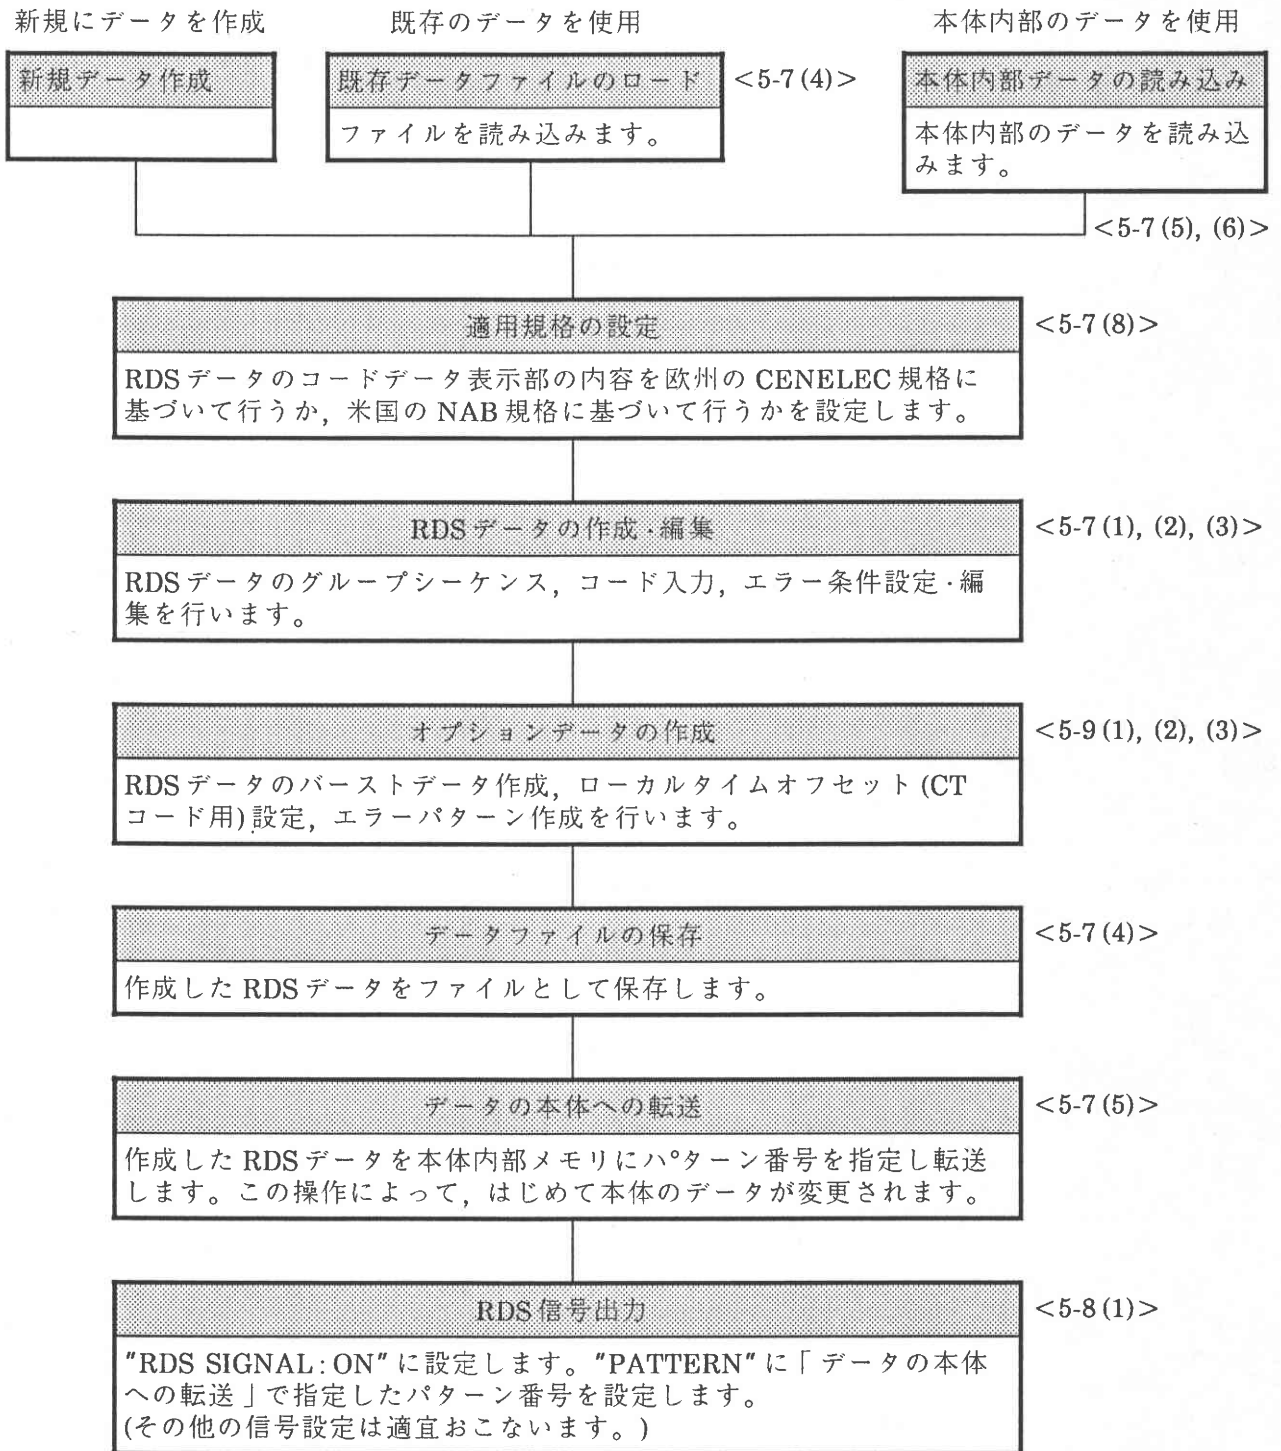 新規にデータを作成
既存のデータを使用
本体内部のデータを使用
新規データ作成
既存データファイルのロード
ファイルを読み込みます。
<5-7(4)>
本体内部データの読み込み
本体内部のデータを読み込
みます。
<5-7(5), (6)>
適用規格の設定
<5-7(8)>
RDSデータのコードデータ表示部の内容を欧州の CENELEC 規格に
基づいて行うか, 米国の NAB 規格に基づいて行うかを設定します。
RDSデータの作成・編集
<5-7(1), (2), (3)>
RDSデータのグループシーケンス, コード入力, エラー条件設定・編
集を行います。
オプションデータの作成
<5-9(1), (2), (3)>
RDSデータのバーストデータ作成, ローカルタイムオフセット(CT
コード用)設定, エラーパターン作成を行います。
データファイルの保存
<5-7(4)>
作成した RDSデータをファイルとして保存します。
データの本体への転送
<5-7(5)>
作成した RDSデータを本体内部メモリにパターン番号を指定し転送
します。この操作によって, はじめて本体のデータが変更されます。
RDS信号出力
<5-8(1)>
"RDS SIGNAL:ON" に設定します。"PATTERN" に「データの本体
への転送」で指定したパターン番号を設定します。
(その他の信号設定は適宜おこないます。)